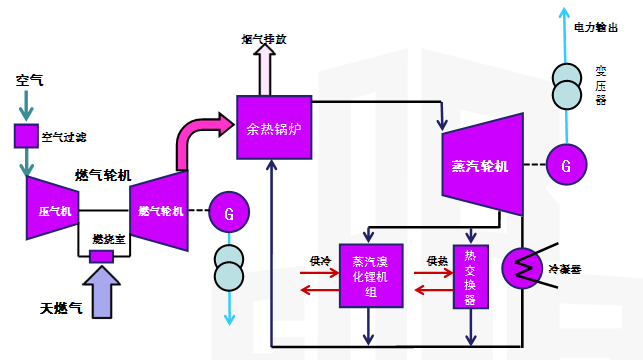 烟气排放
电力输出
空气
变压器
空气过滤
余热锅炉
燃气轮机
蒸汽轮机
G
压气机
燃气轮机
G
燃烧室
供冷
蒸汽溴
化锂机
组
供热
热交换器
冷凝器
天燃气